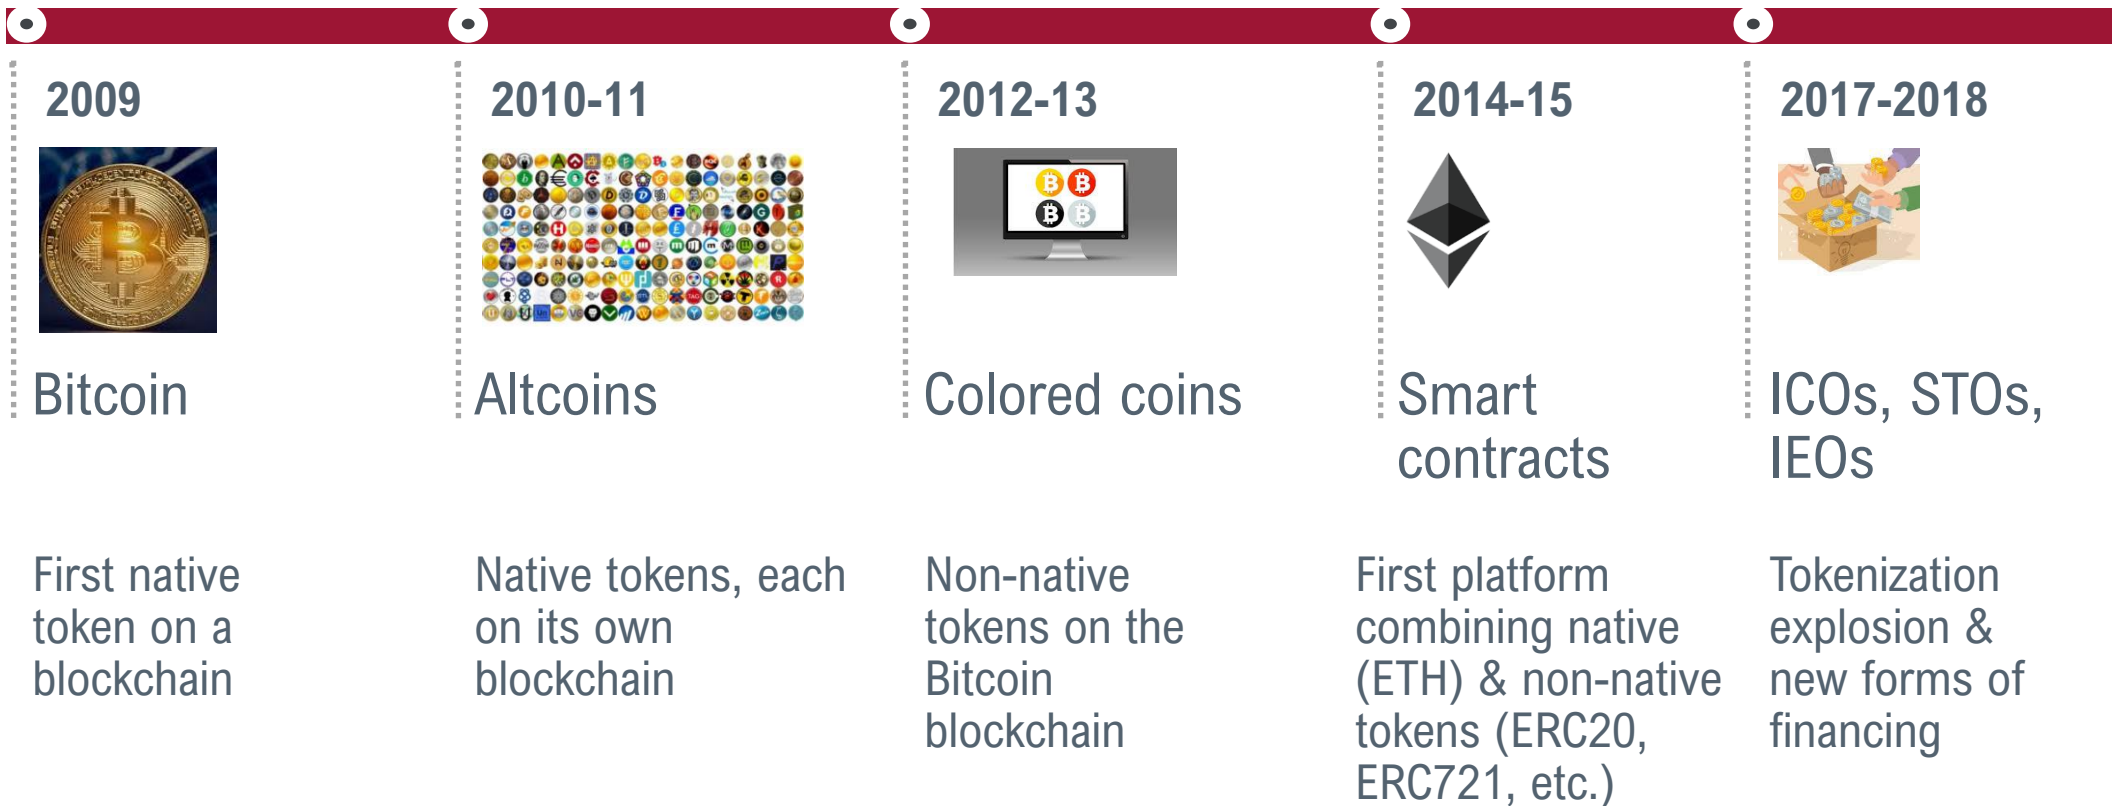 2009
Bitcoin
First native
token on a
blockchain
2010-11
Altcoins
Native tokens, each
on its own
blockchain
2012-13
Colored coins
Non-native
tokens on the
Bitcoin
blockchain
2014-15
Smart
contracts
First platform
combining native
(ETH) & non-native
tokens (ERC20,
ERC721, etc.)
2017-2018
ICOs, STOs,
IEOs
Tokenization
explosion &
new forms of
financing